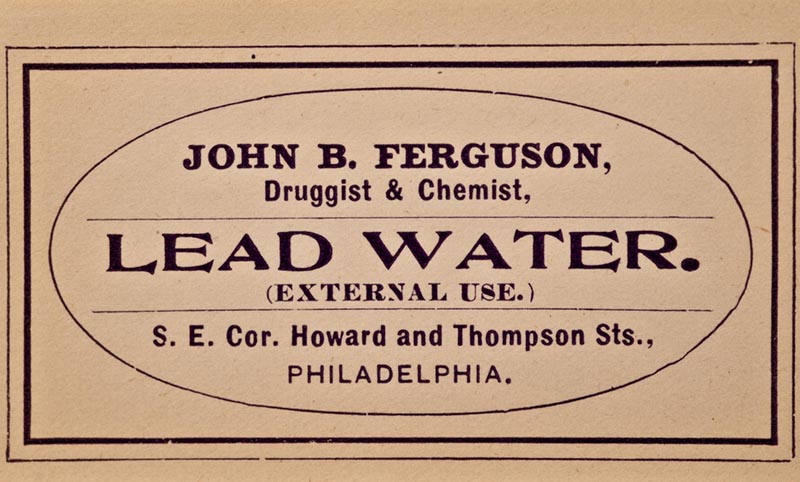 JOHN B. FERGUSON,
Druggist & Chemist,
LEAD WATER.
(EXTERNAL USE.)
S. E. Cor. Howard and Thompson Sts.,
PHILADELPHIA.